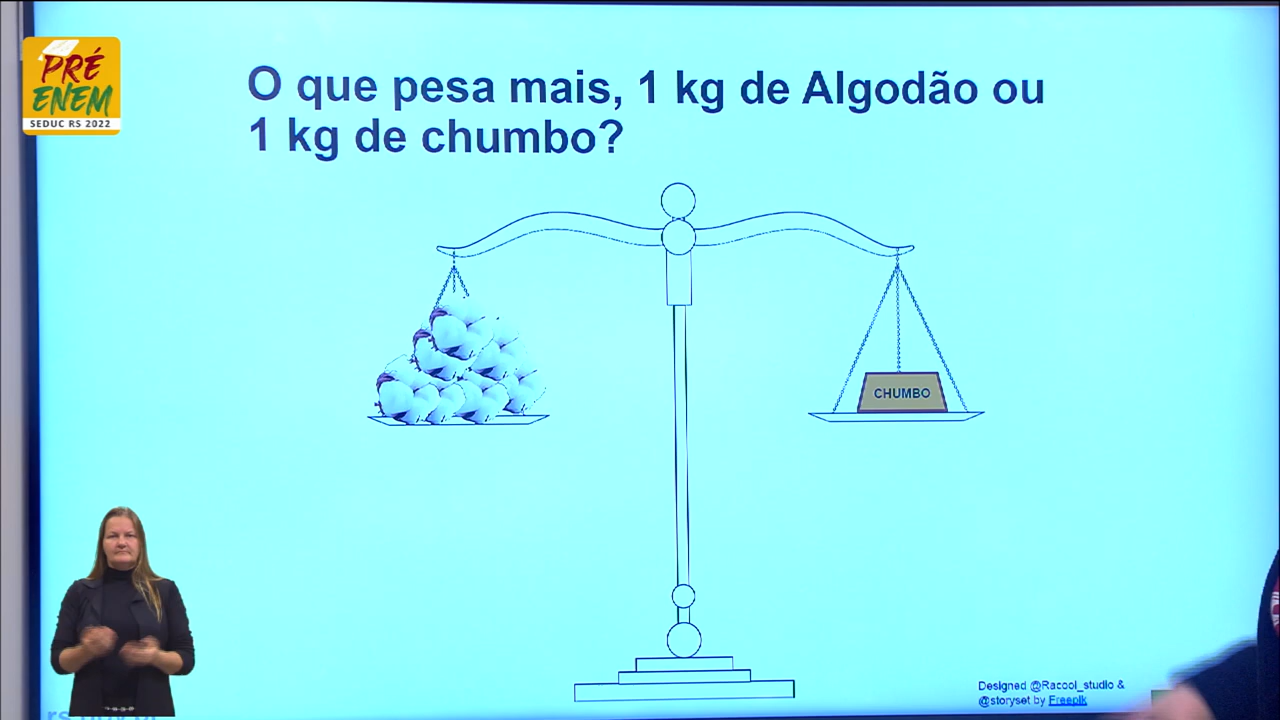 PRÉ
ENEM
SEDUC RS 2022
O que pesa mais, 1 kg de Algodão ou
1 kg de chumbo?
CHUMBO
Designed @Racool_studio &
@storyset by Freepik